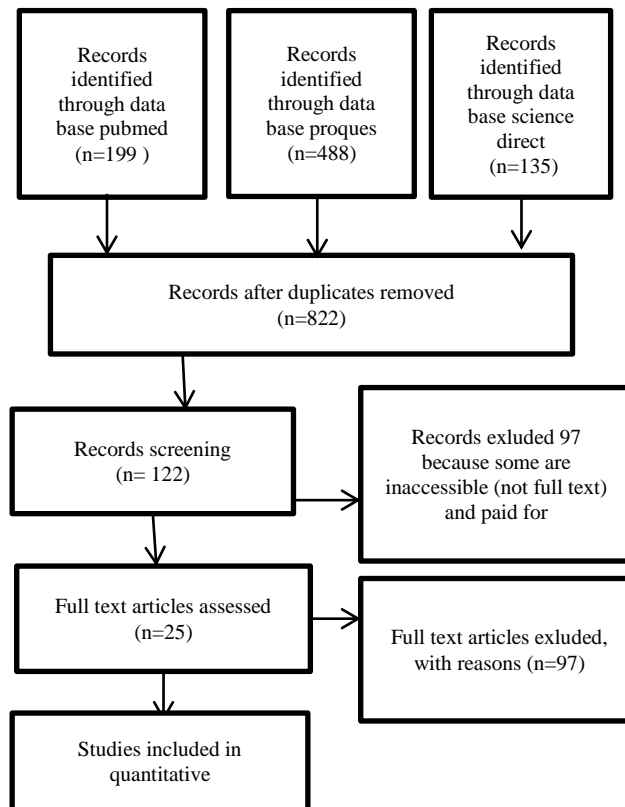 Records
identified
through data
base pubmed
(n=199 )
Records
identified
through data
base proques
(n=488)
Records
identified
through data
base science
direct
(n=135)
Records after duplicates removed
(n=822)
Records screening
(n= 122)
Records exluded 97
because some are
inaccessible (not full text)
and paid for
Full text articles assessed
(n=25)
Full text articles exluded,
with reasons (n=97)
Studies included in
quantitative